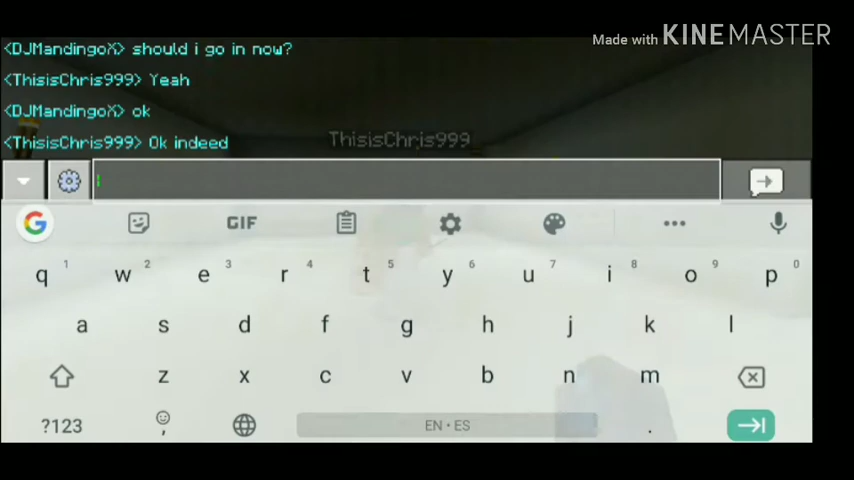 Made with KINEMASTER
<DJMandingoX> should i go in now?
<ThisisChris999> Yeah
<DJMandingoX> ok
<ThisisChris999> Ok indeed
ThisisChris999
G GIF
q 1 w 2 e 3 r 4 t 5 y 6 u 7 i 8 o 9 p 0
a s d f g h j k l
z x c v b n m
?123 , EN • ES .